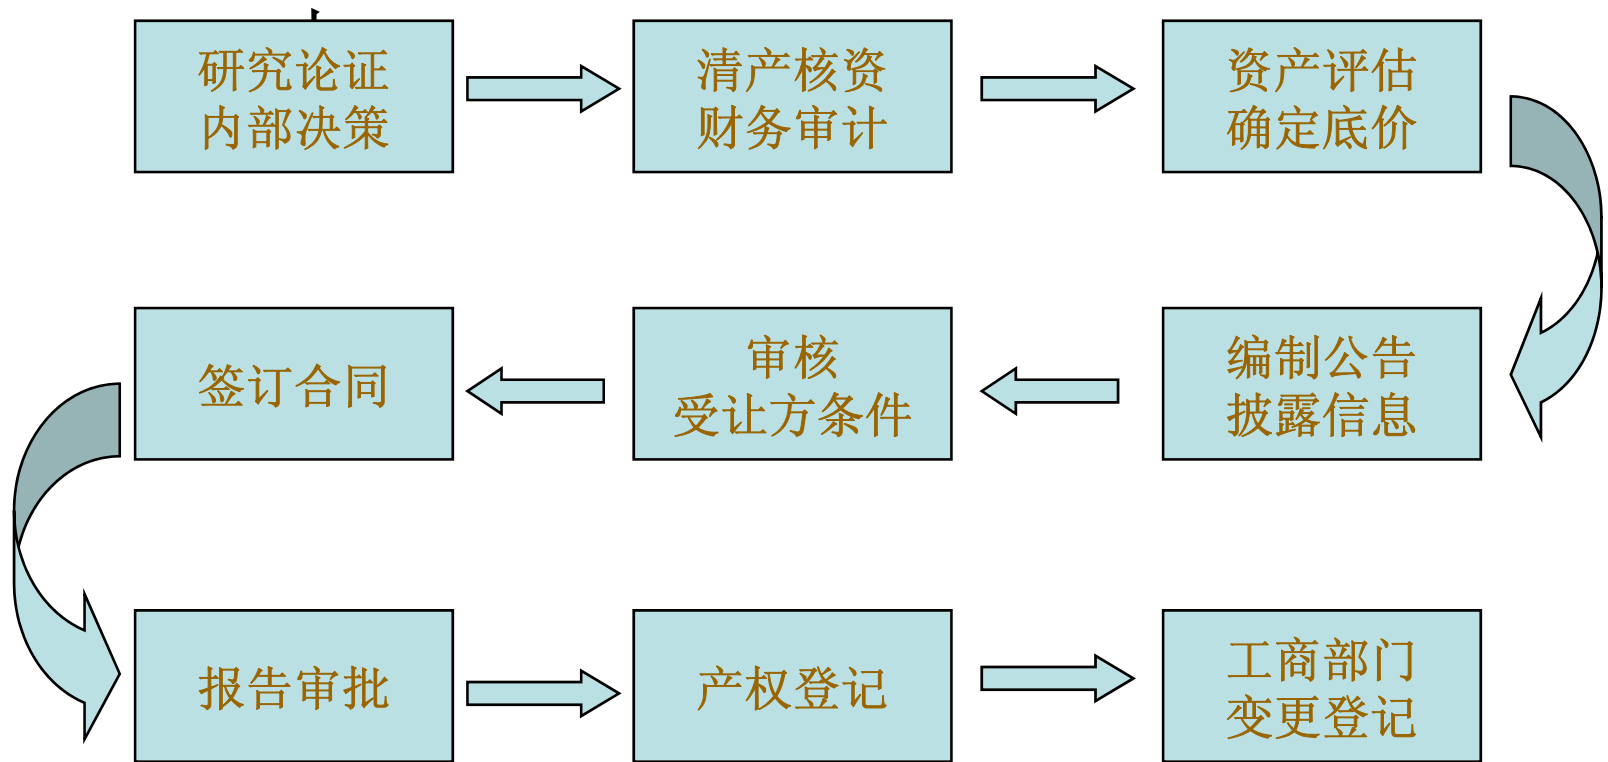 研究论证
内部决策
清产核资
财务审计
资产评估
确定底价
编制公告
披露信息
审核
受让方条件
签订合同
报告审批
产权登记
工商部门
变更登记